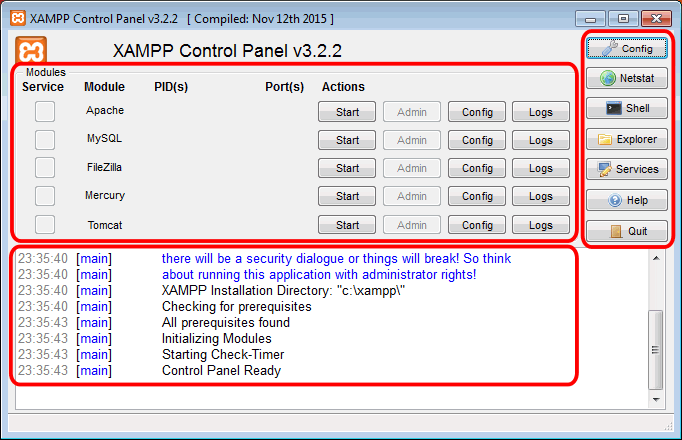 XAMPP Control Panel v3.2.2 [ Compiled: Nov 12th 2015 ]
XAMPP Control Panel v3.2.2
Config
Modules
Service Module PID(s) Port(s) Actions
Netstat
Apache Start Admin Config Logs
Shell
MySQL Start Admin Config Logs
Explorer
FileZilla Start Admin Config Logs
Services
Mercury Start Admin Config Logs
Help
Tomcat Start Admin Config Logs
Quit
23:35:40 [main] there will be a security dialogue or things will break! So think
23:35:40 [main] about running this application with administrator rights!
23:35:40 [main] XAMPP Installation Directory: "c:\xampp\"
23:35:40 [main] Checking for prerequisites
23:35:43 [main] All prerequisites found
23:35:43 [main] Initializing Modules
23:35:43 [main] Starting Check-Timer
23:35:43 [main] Control Panel Ready